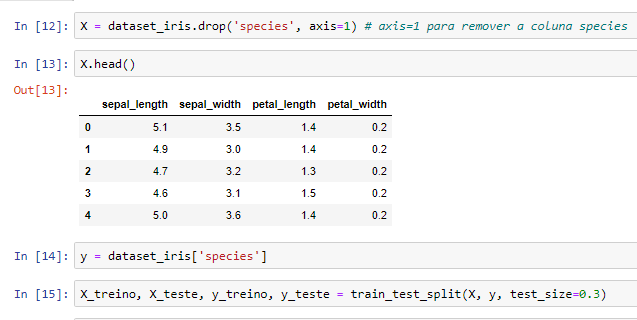 In [12]: X = dataset_iris.drop('species', axis=1) # axis=1 para remover a coluna species
In [13]: X.head()
Out[13]:
sepal_length sepal_width petal_length petal_width
0 5.1 3.5 1.4 0.2
1 4.9 3.0 1.4 0.2
2 4.7 3.2 1.3 0.2
3 4.6 3.1 1.5 0.2
4 5.0 3.6 1.4 0.2
In [14]: y = dataset_iris['species']
In [15]: X_treino, X_teste, y_treino, y_teste = train_test_split(X, y, test_size=0.3)